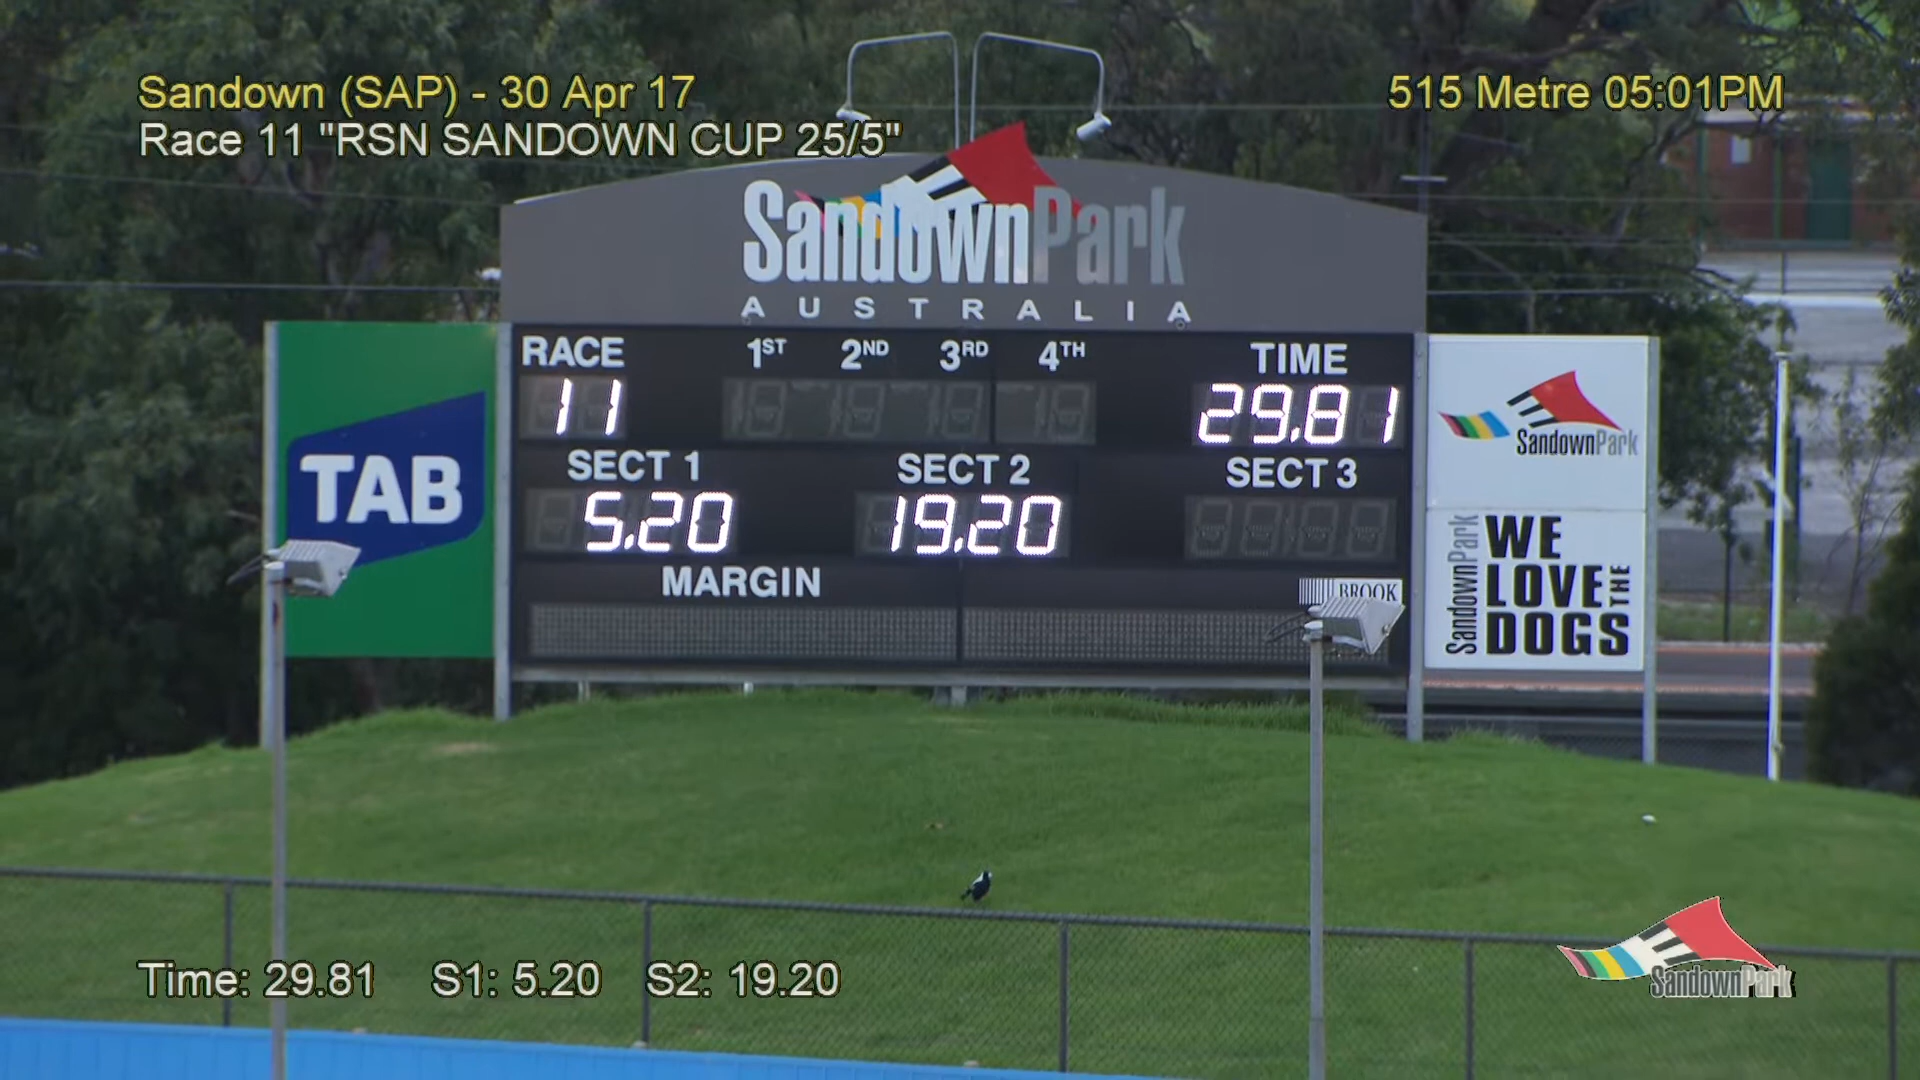 Sandown (SAP) - 30 Apr 17
515 Metre 05:01PM
Race 11 "RSN SANDOWN CUP 25/5"
SandownPark
AUSTRALIA
RACE 1ST 2ND 3RD 4TH TIME
11 29.81
SECT 1 SECT 2 SECT 3
5.20 19.20
MARGIN
BROOK
TAB
SandownPark
SandownPark
WE
LOVE THE
DOGS
Time: 29.81 S1: 5.20 S2: 19.20
SandownPark